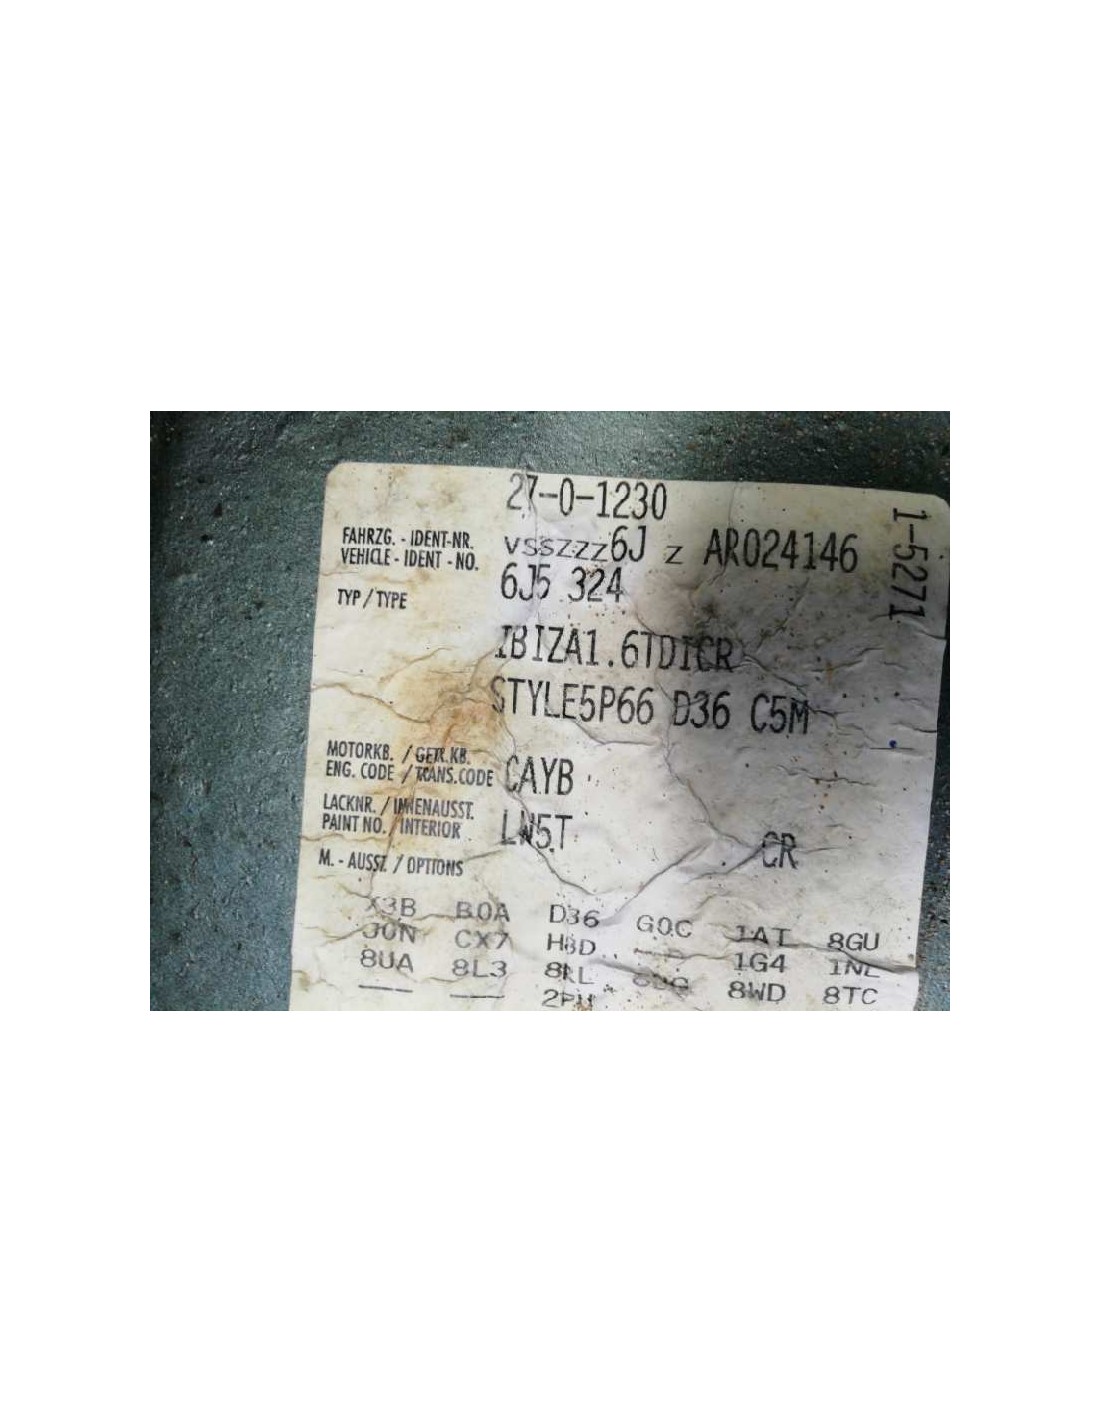 27-0-1230
FAHRZG. - IDENT-NR.
VEHICLE - IDENT - NO. VSSZZZ6J Z AR024146
TYP / TYPE 6J5 324
IBIZA1.6TDICR
STYLE5P66 D36 C5M
MOTORKB. / GETR.KB.
ENG. CODE / TRANS.CODE CAYB
LACKNR. / INNENAUSST.
PAINT NO. / INTERIOR LW5T CR
M. - AUSST. / OPTIONS
X3B B0A D36 G0C 1AT 8GU
J0N CX7 --- 1G4
8UA 8L3 8RL 8WD 8TC
--- ---
1-5271